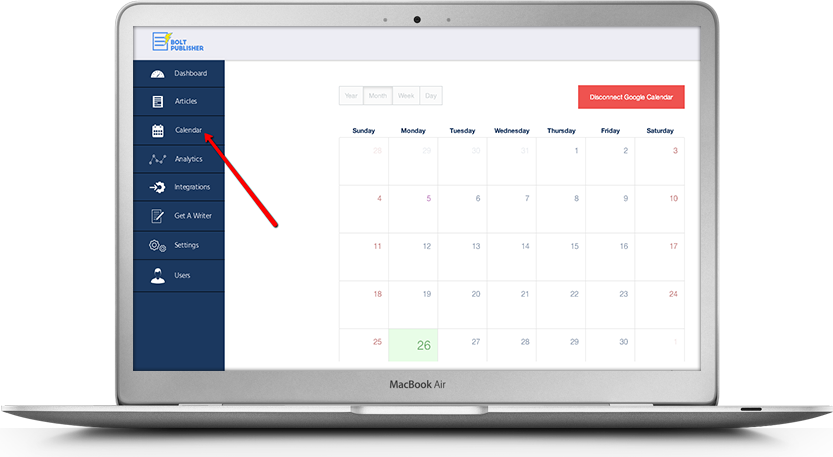 BOLT
PUBLISHER
Dashboard
Articles
Calendar
Analytics
Integrations
Get A Writer
Settings
Users
Year Month Week Day
Disconnect Google Calendar
Sunday Monday Tuesday Wednesday Thursday Friday Saturday
28 29 30 31 1 2 3
4 5 6 7 8 9 10
11 12 13 14 15 16 17
18 19 20 21 22 23 24
25 26 27 28 29 30 1
MacBook Air